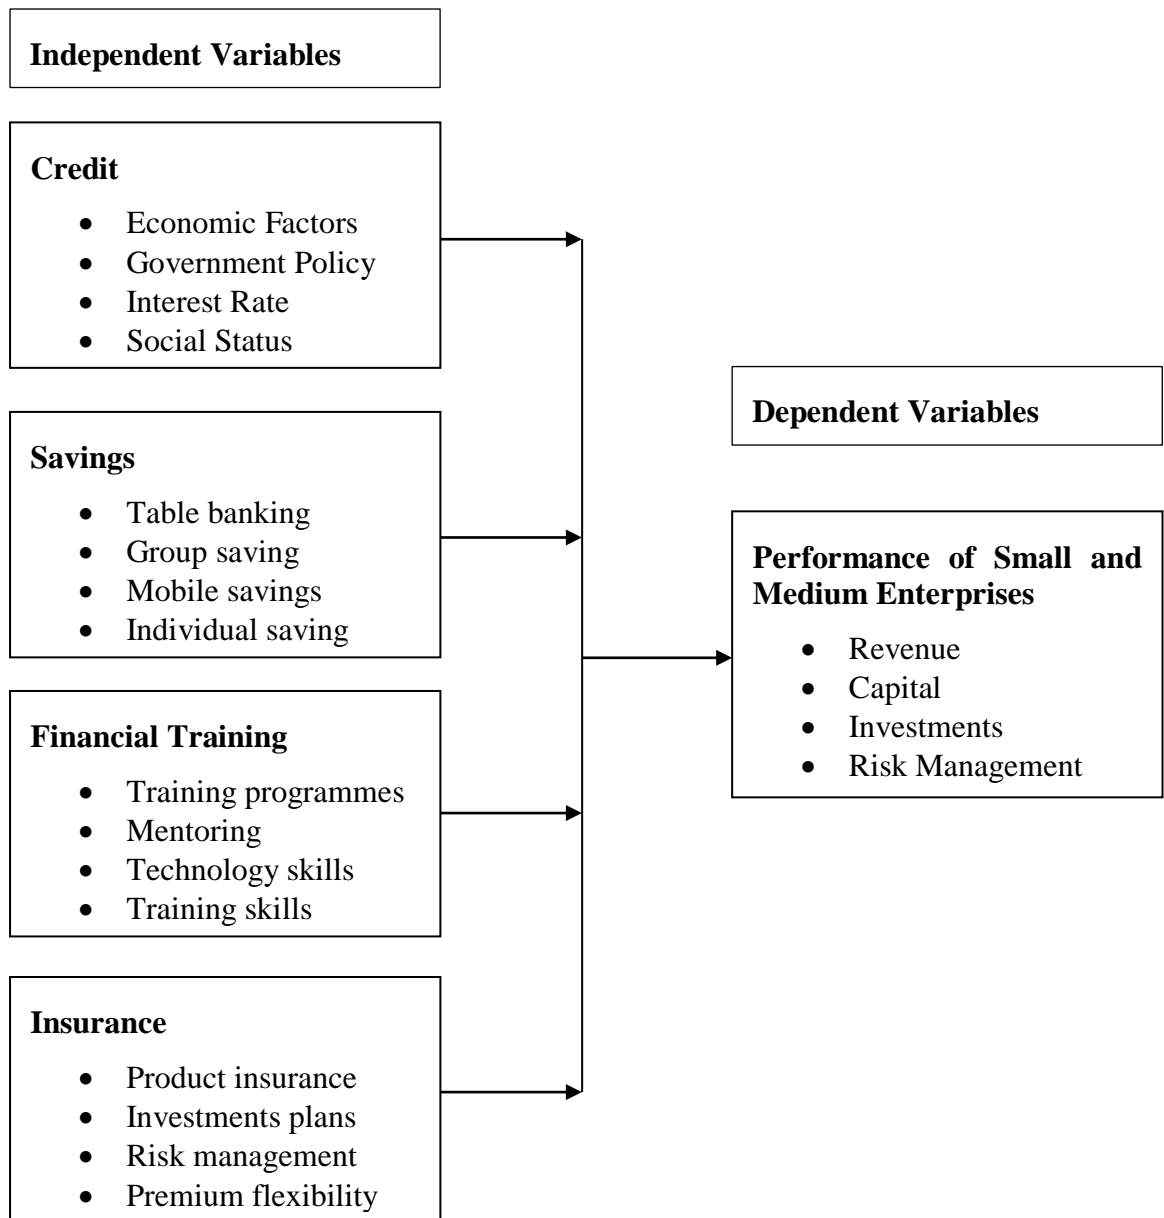 Independent Variables
Credit
• Economic Factors
• Government Policy
• Interest Rate
• Social Status
Savings
• Table banking
• Group saving
• Mobile savings
• Individual saving
Financial Training
• Training programmes
• Mentoring
• Technology skills
• Training skills
Insurance
• Product insurance
• Investments plans
• Risk management
• Premium flexibility
Dependent Variables
Performance of Small and
Medium Enterprises
• Revenue
• Capital
• Investments
• Risk Management